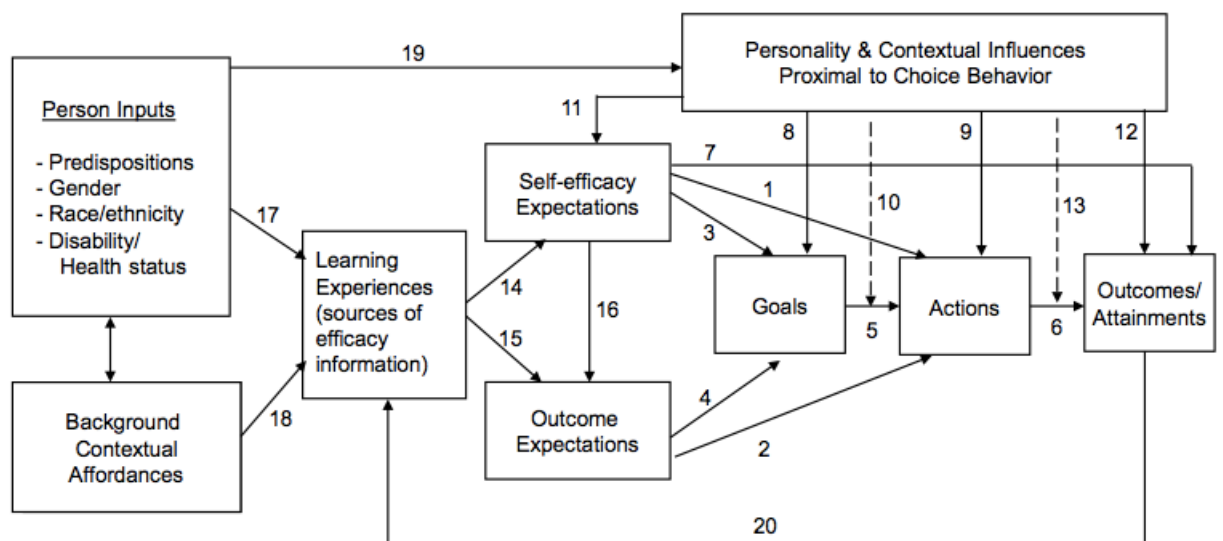 19
Personality & Contextual Influences
Proximal to Choice Behavior
Person Inputs
- Predispositions
- Gender
- Race/ethnicity
- Disability/
Health status
11
8
9
12
7
Self-efficacy
Expectations
1
10
13
3
17
Learning
Experiences
(sources of
efficacy
information)
14
16
15
Goals
5
Actions
6
Outcomes/
Attainments
Background
Contextual
Affordances
18
Outcome
Expectations
4
2
20